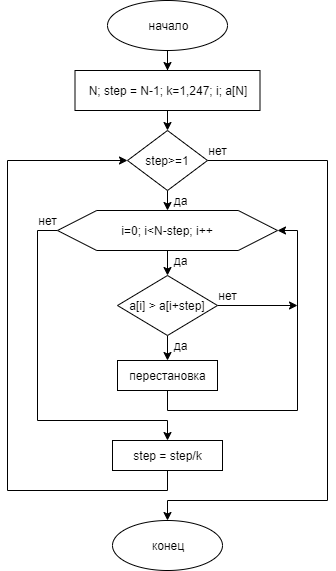 начало
N; step = N-1; k=1,247; i; a[N]
step>=1
нет
да
нет
i=0; i<N-step; i++
да
a[i] > a[i+step]
нет
да
перестановка
step = step/k
конец